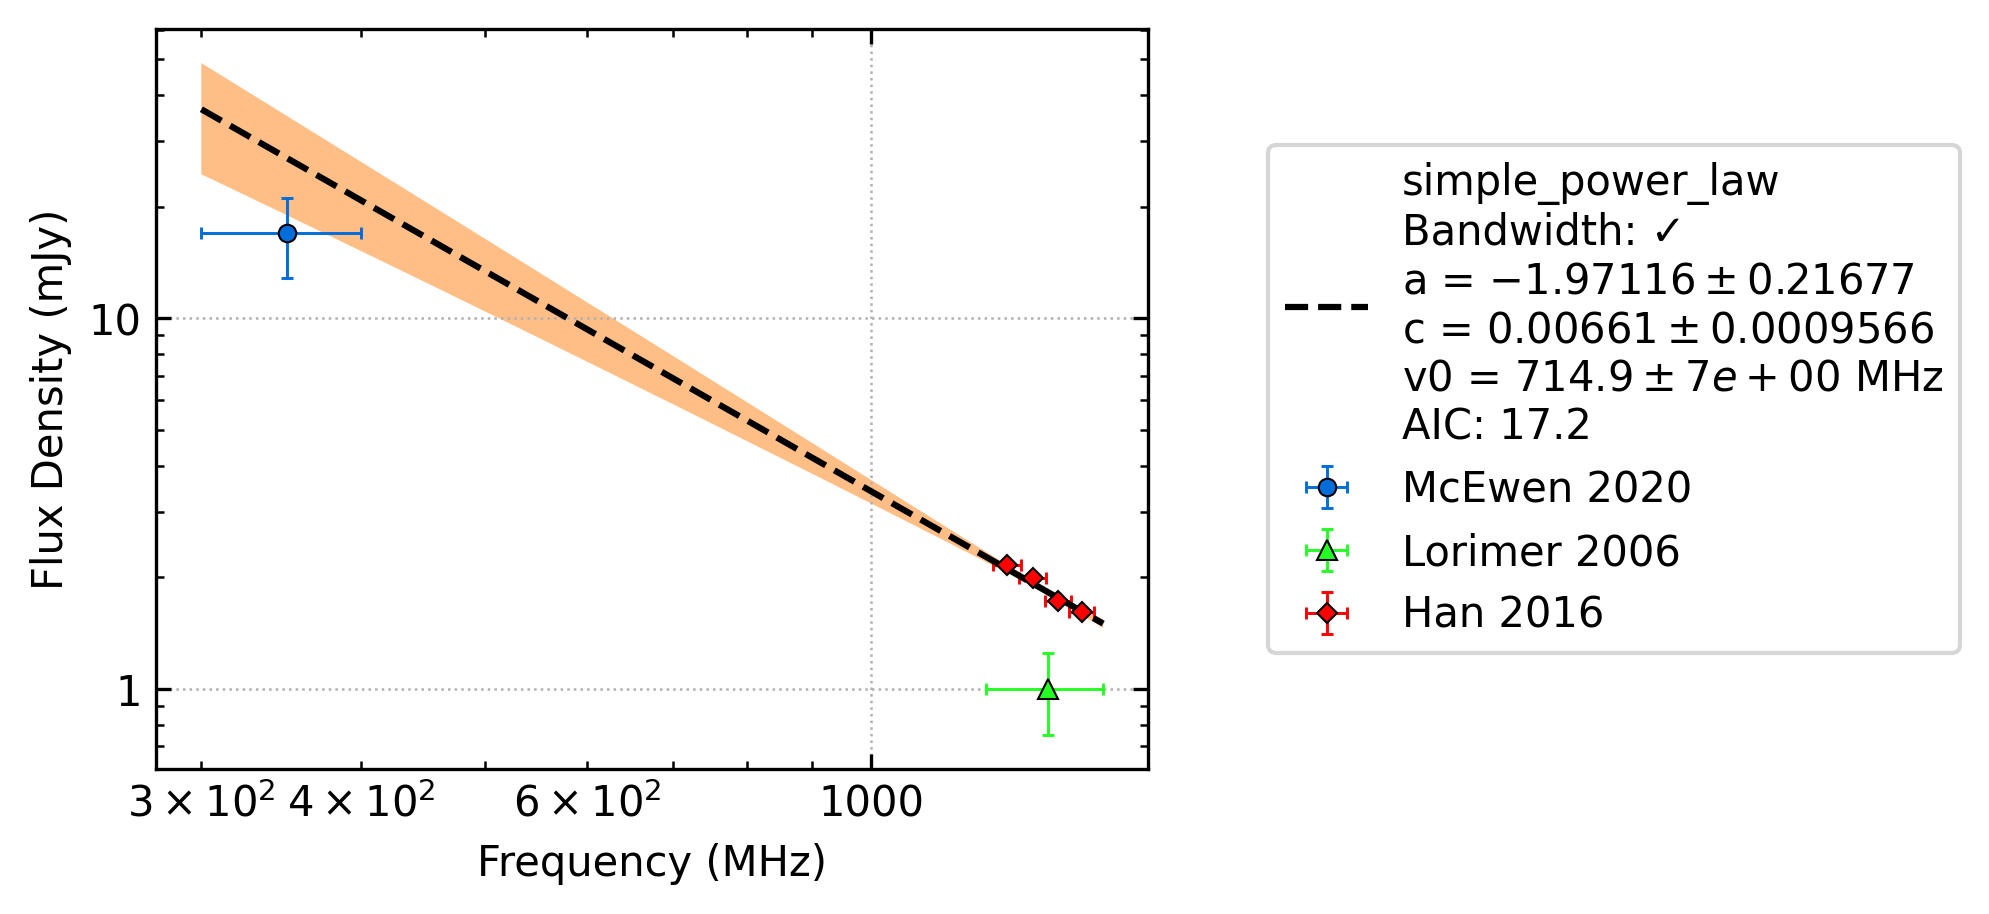 Flux Density (mJy)
10
1
3 × 10² 4 × 10² 6 × 10² 1000
Frequency (MHz)
simple_power_law
Bandwidth: ✓
a = −1.97116 ± 0.21677
c = 0.00661 ± 0.0009566
v0 = 714.9 ± 7e + 00 MHz
AIC: 17.2
McEwen 2020
Lorimer 2006
Han 2016